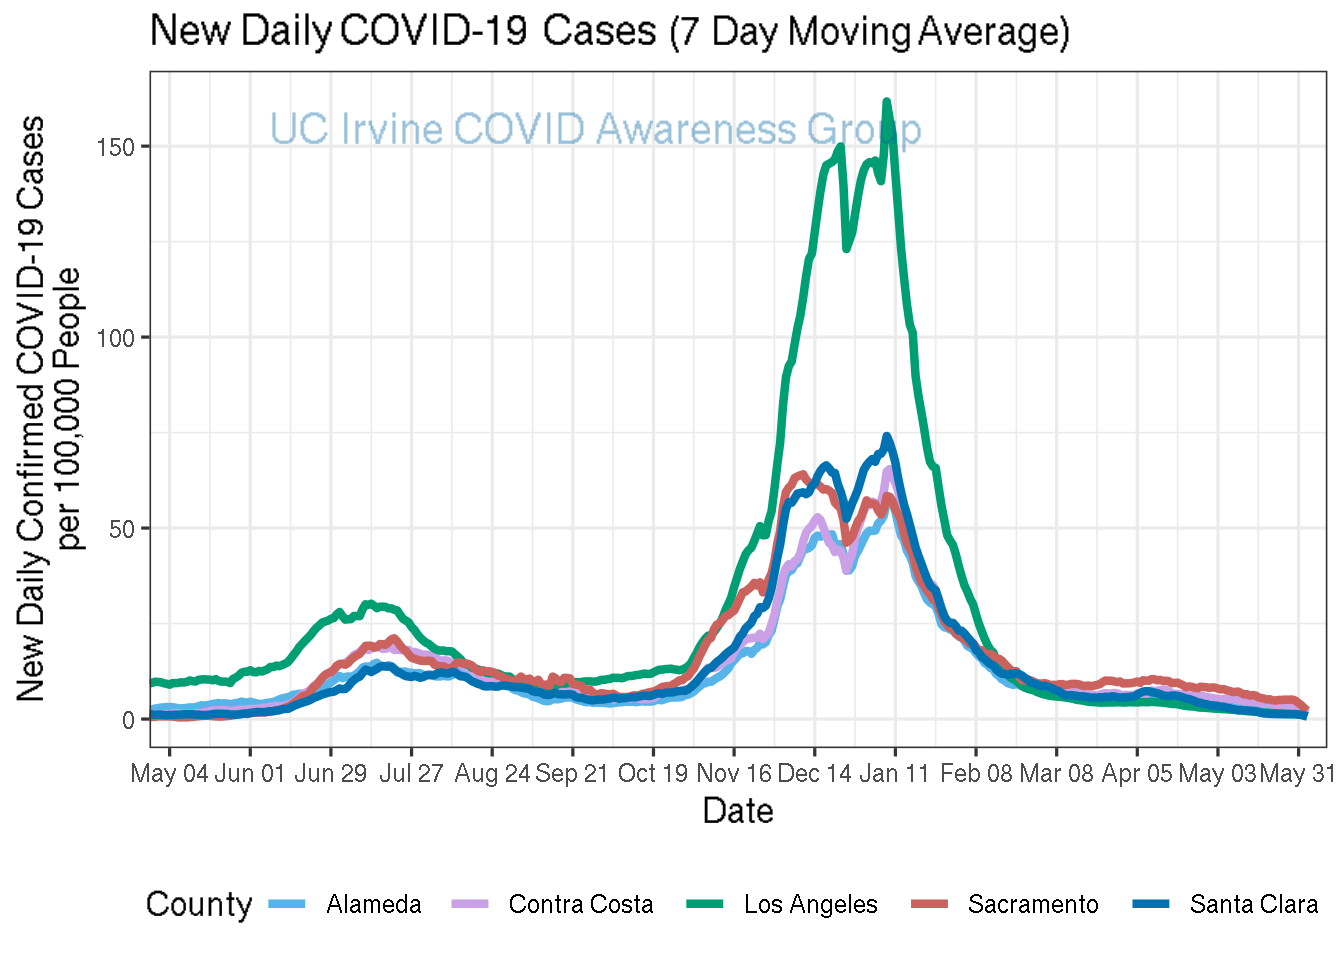 New Daily COVID-19 Cases (7 Day Moving Average)
UC Irvine COVID Awareness Group
New Daily Confirmed COVID-19 Cases
per 100,000 People
150
100
50
0
May 04 Jun 01 Jun 29 Jul 27 Aug 24 Sep 21 Oct 19 Nov 16 Dec 14 Jan 11 Feb 08 Mar 08 Apr 05 May 03 May 31
Date
County Alameda Contra Costa Los Angeles Sacramento Santa Clara